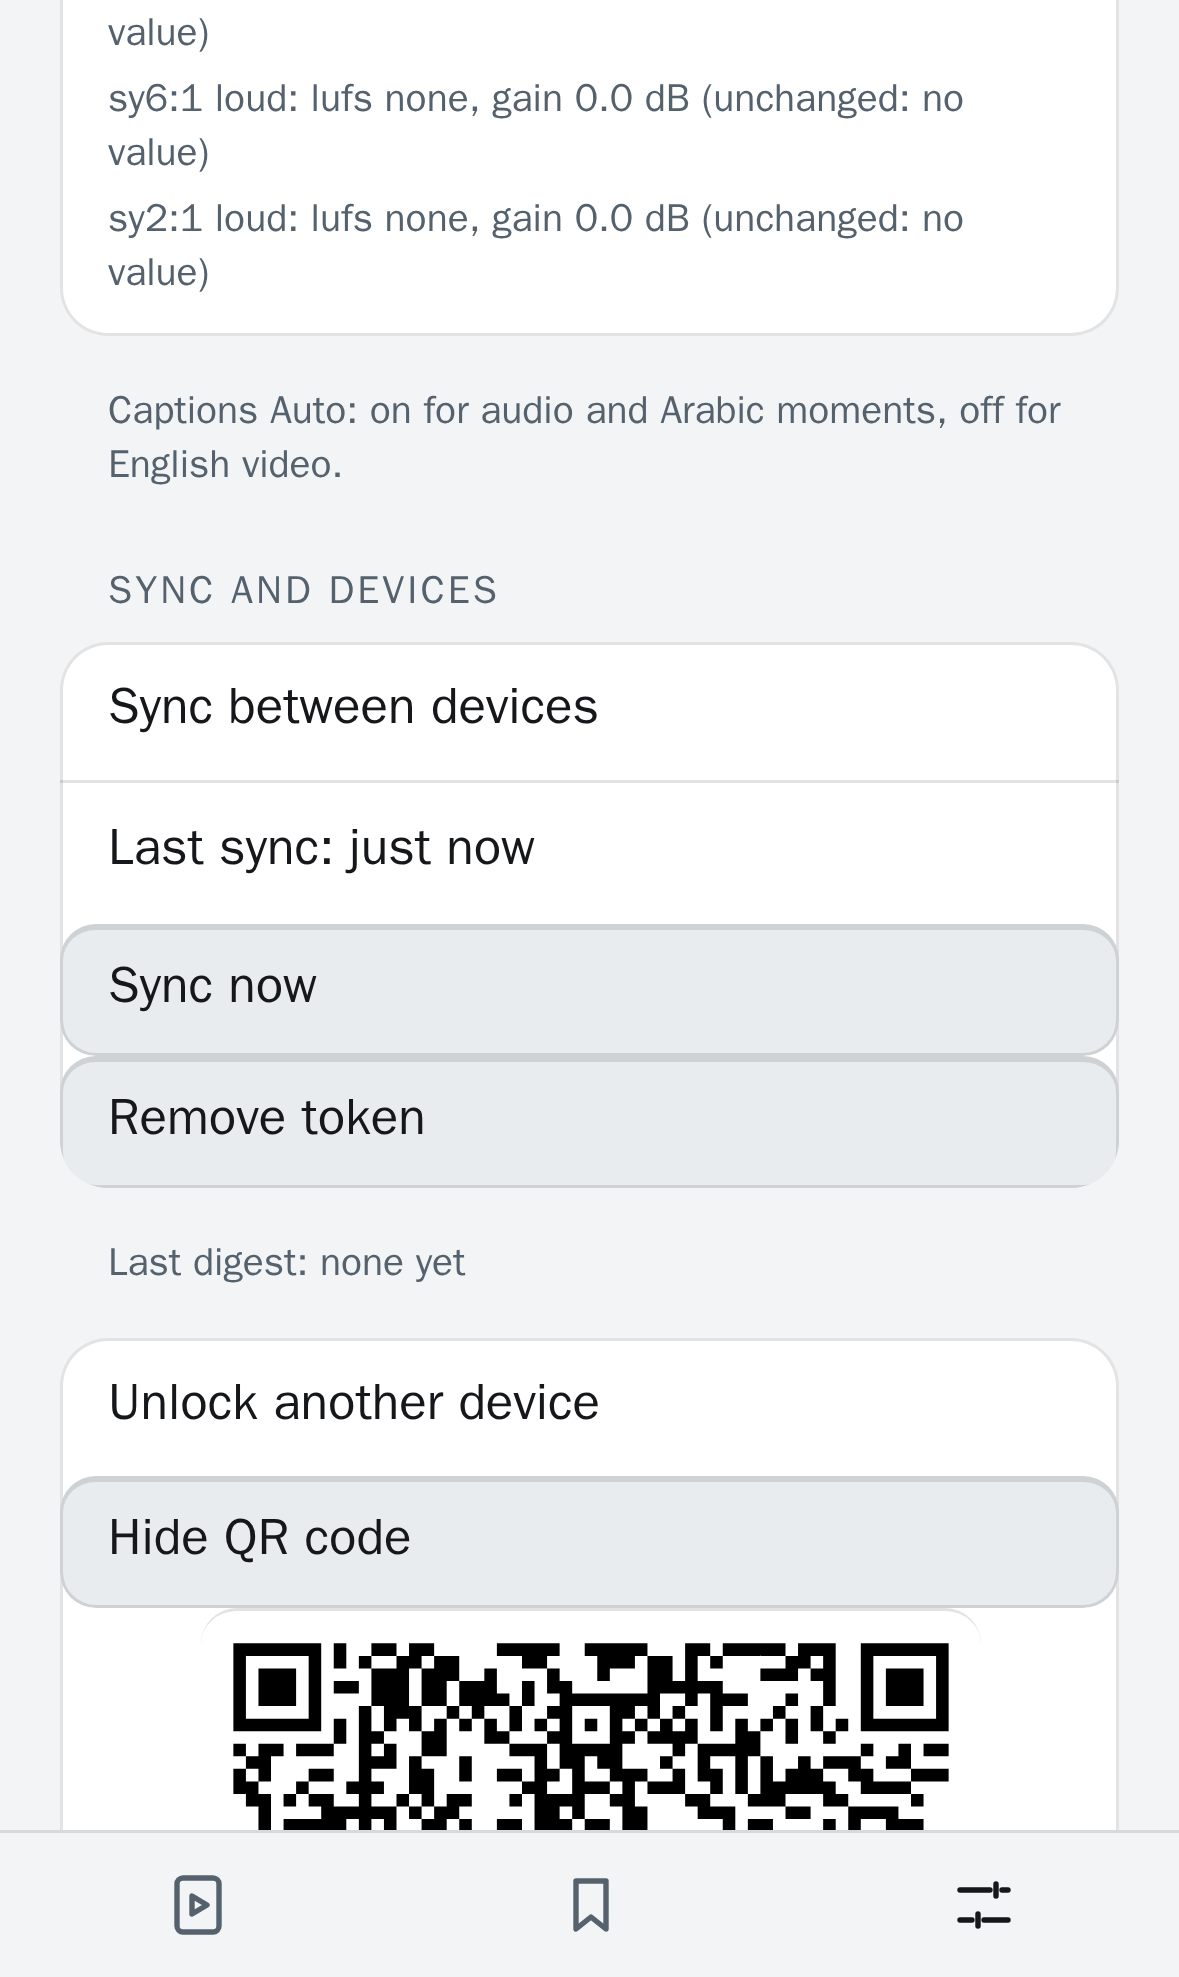 value)
sy6:1 loud: lufs none, gain 0.0 dB (unchanged: no
value)
sy2:1 loud: lufs none, gain 0.0 dB (unchanged: no
value)
Captions Auto: on for audio and Arabic moments, off for
English video.
SYNC AND DEVICES
Sync between devices
Last sync: just now
Sync now
Remove token
Last digest: none yet
Unlock another device
Hide QR code